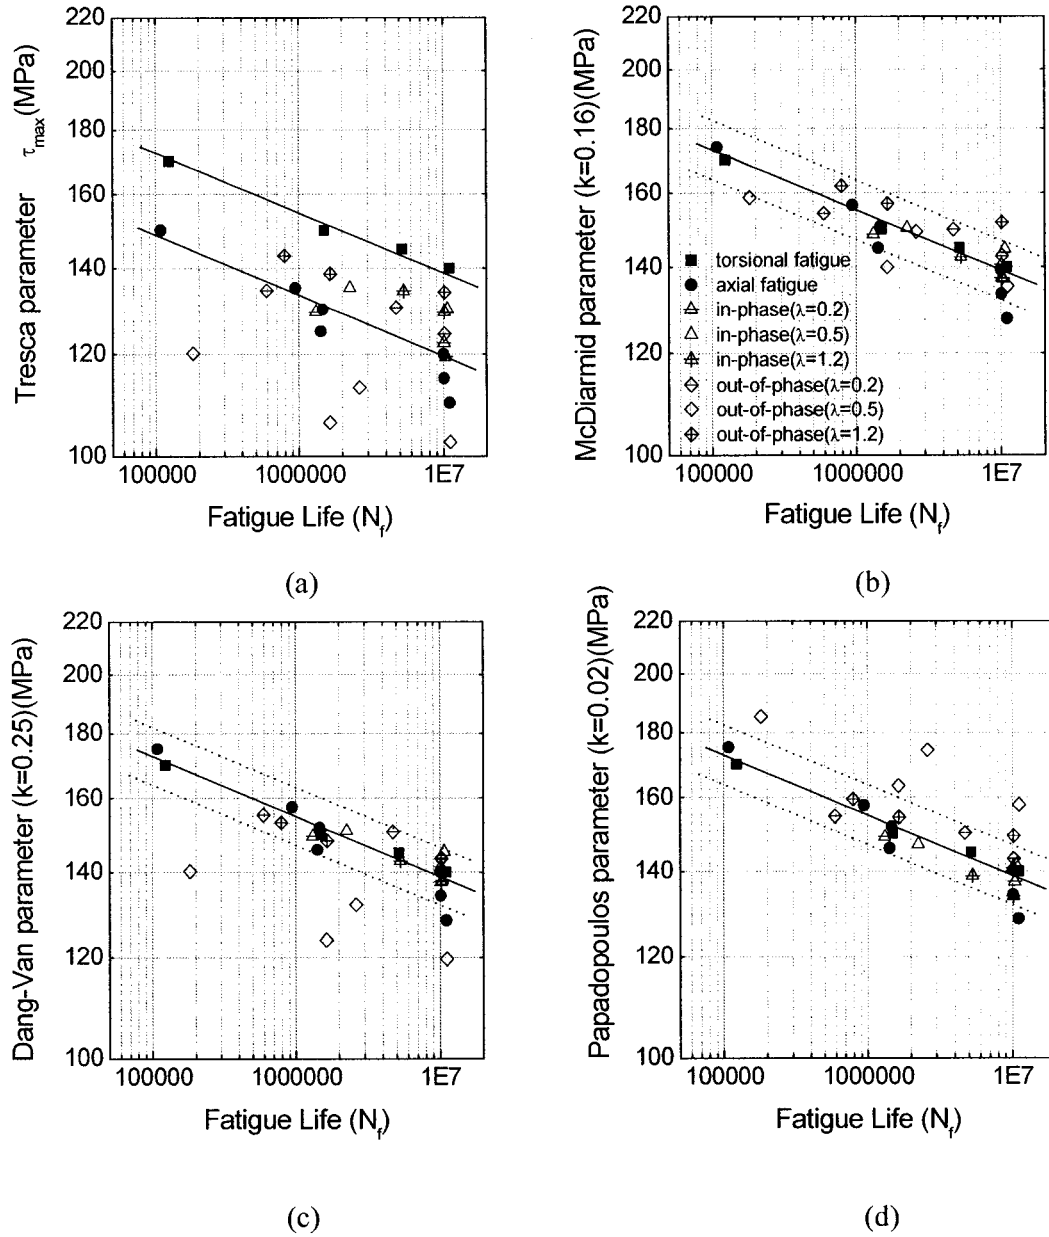 220
200
180
160
140
120
100
Tresca parameter τmax(MPa)
100000 1000000 1E7
Fatigue Life (Nf)
(a)
220
200
180
160
140
120
100
McDiarmid parameter (k=0.16)(MPa)
torsional fatigue
axial fatigue
in-phase(λ=0.2)
in-phase(λ=0.5)
in-phase(λ=1.2)
out-of-phase(λ=0.2)
out-of-phase(λ=0.5)
out-of-phase(λ=1.2)
100000 1000000 1E7
Fatigue Life (Nf)
(b)
220
200
180
160
140
120
100
Dang-Van parameter (k=0.25)(MPa)
100000 1000000 1E7
Fatigue Life (Nf)
(c)
220
200
180
160
140
120
100
Papadopoulos parameter (k=0.02)(MPa)
100000 1000000 1E7
Fatigue Life (Nf)
(d)